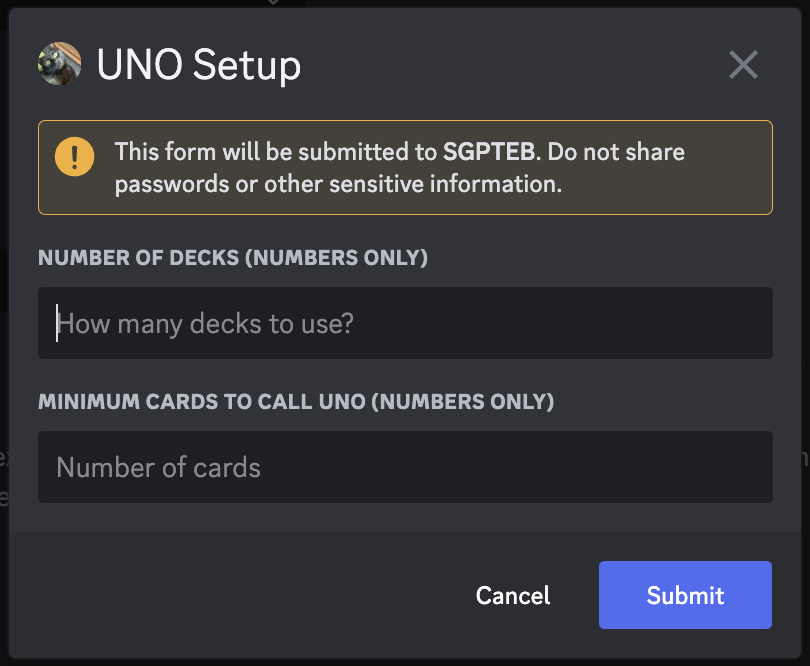 UNO Setup
This form will be submitted to SGPTEB. Do not share
passwords or other sensitive information.
NUMBER OF DECKS (NUMBERS ONLY)
How many decks to use?
MINIMUM CARDS TO CALL UNO (NUMBERS ONLY)
Number of cards
Cancel
Submit